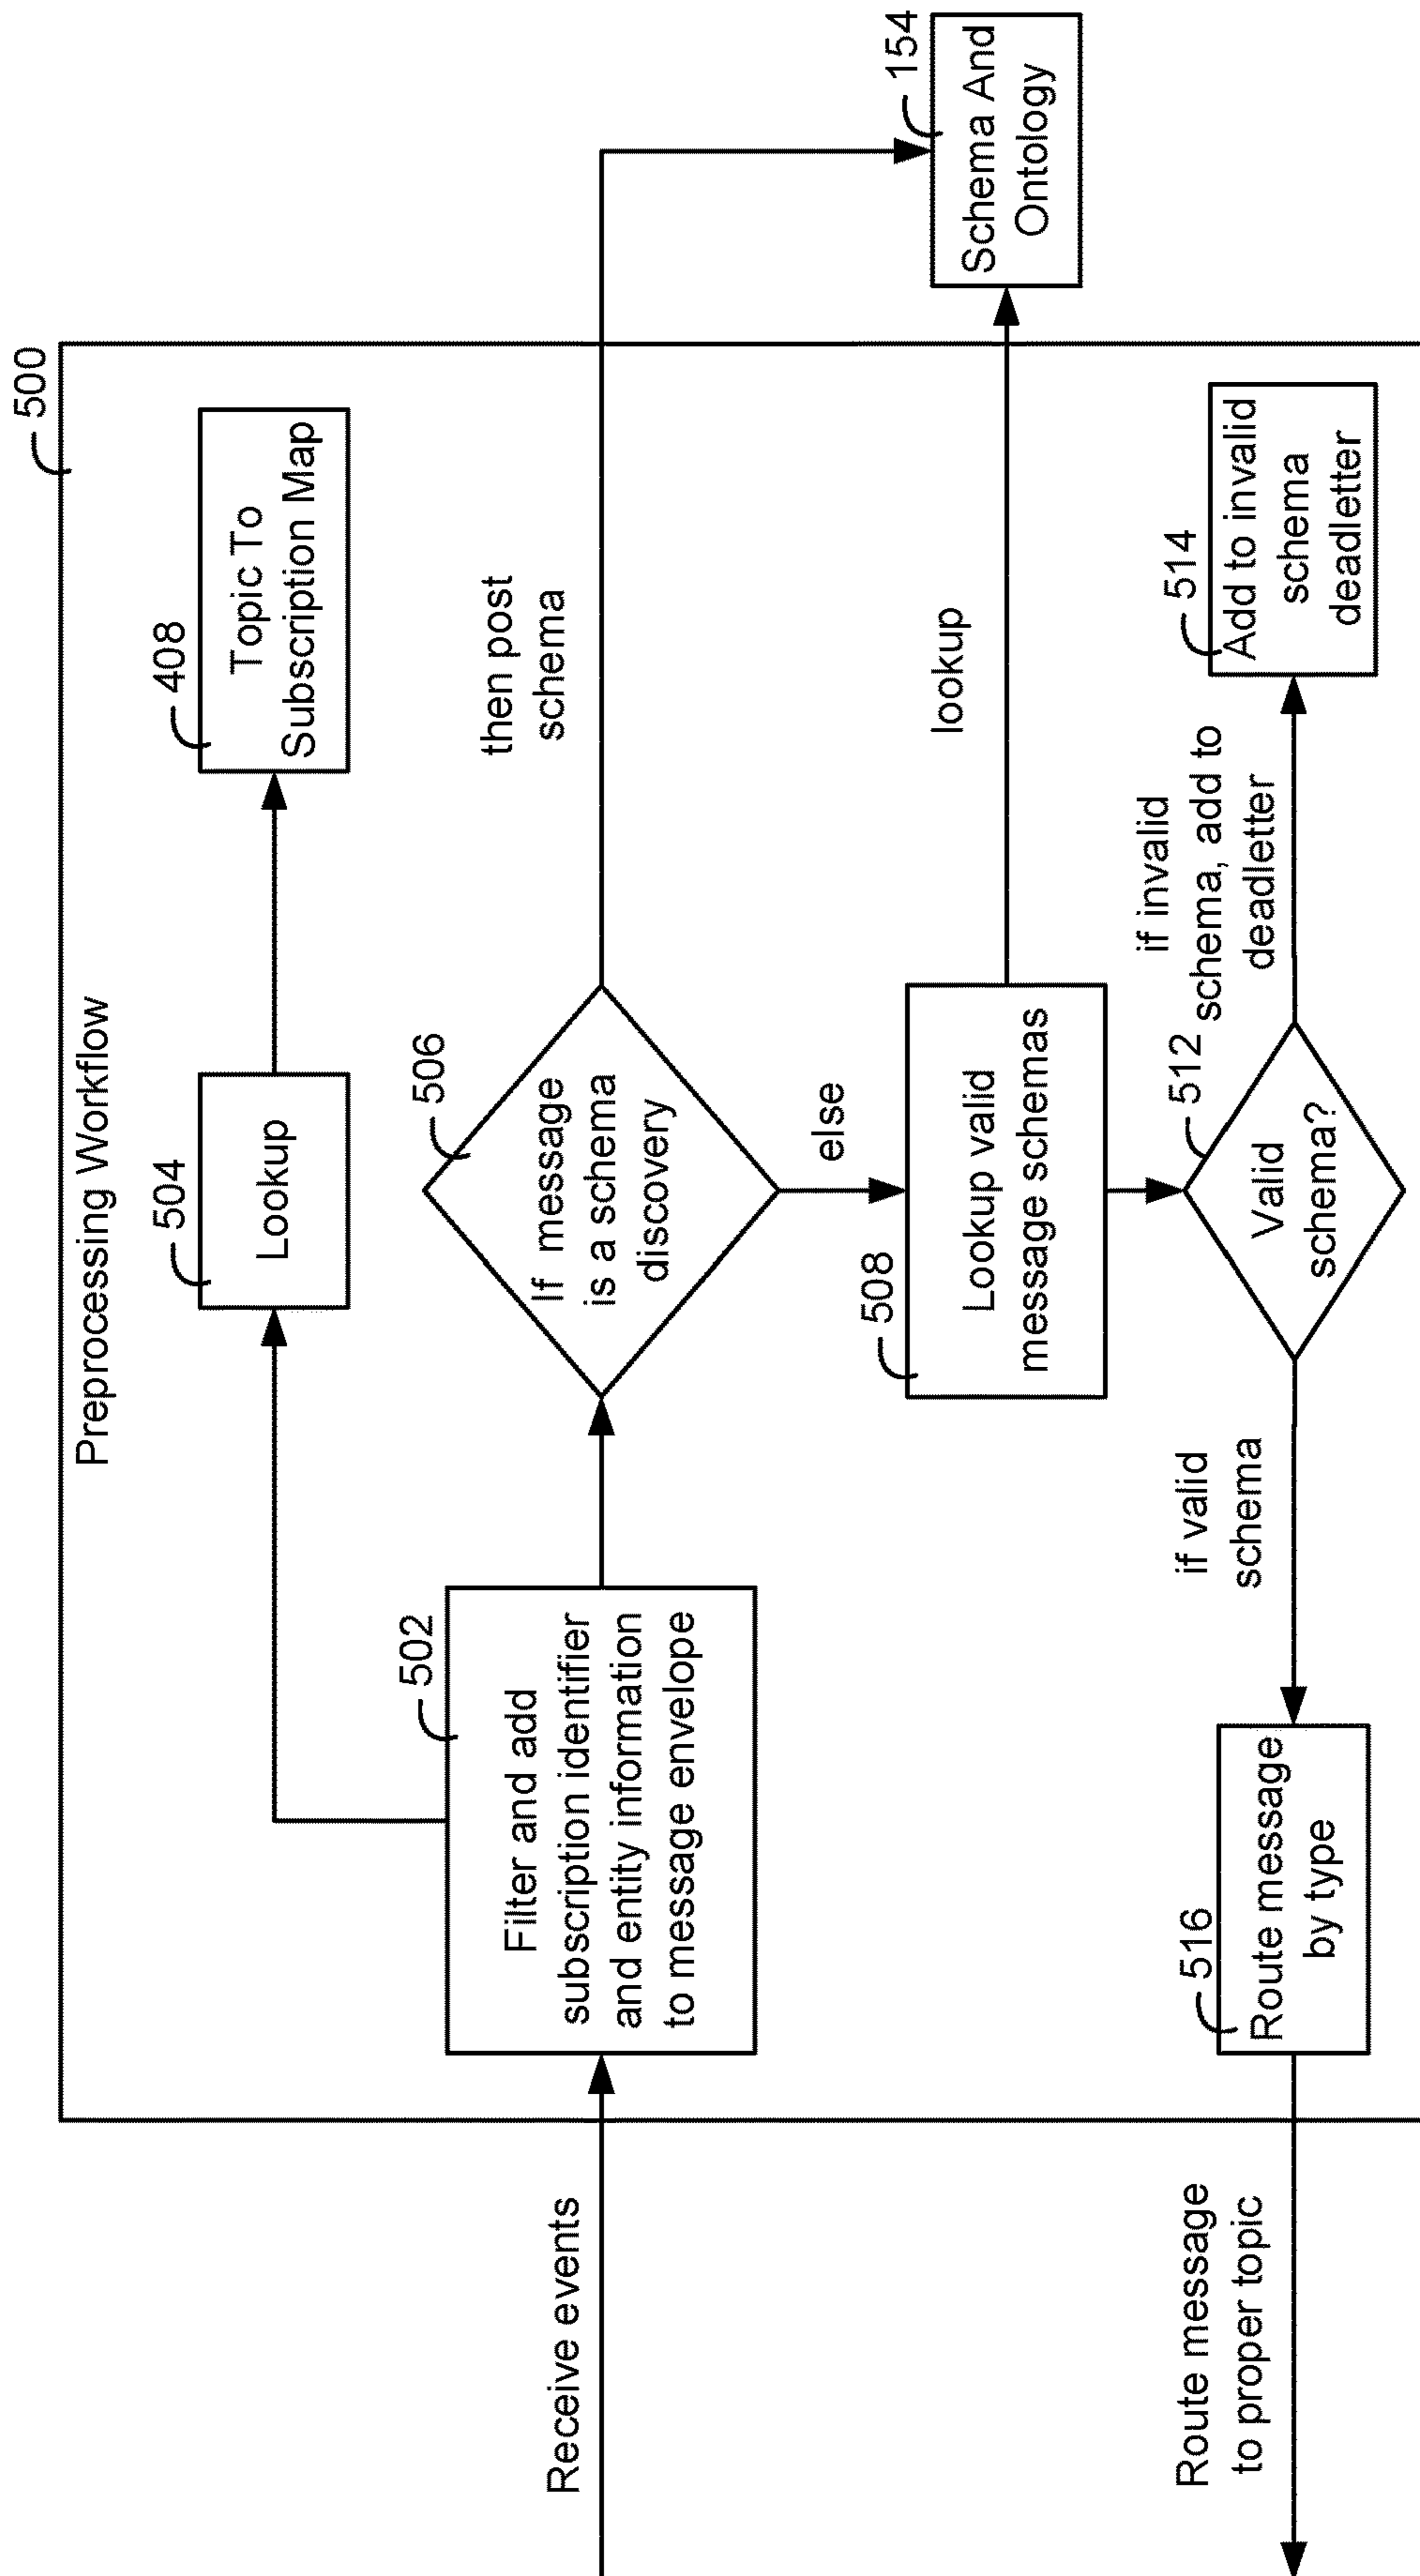 500
Preprocessing Workflow
504
Lookup
408
Topic To
Subscription Map
Receive events
502
Filter and add
subscription identifier
and entity information
to message envelope
506
If message
is a schema
discovery
then post
schema
154
Schema And
Ontology
else
508
Lookup valid
message schemas
lookup
Route message
to proper topic
516
Route message
by type
if valid
schema
512
Valid
schema?
if invalid
schema, add to
deadletter
514
Add to invalid
schema
deadletter